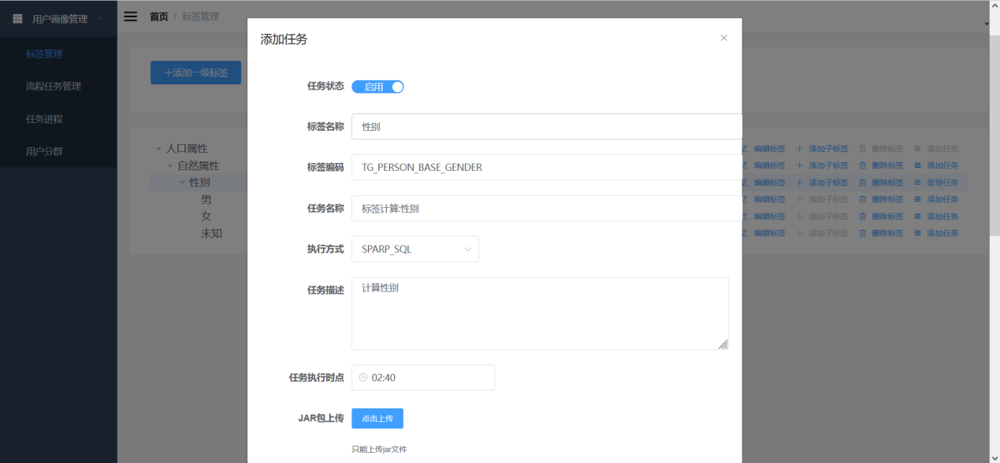 用户画像管理
首页 / 标签管理
标签管理
流程任务管理
任务进程
用户分群
+添加一级标签
人口属性
自然属性
性别
男
女
未知
编辑标签 添加子标签 删除标签 添加任务
编辑标签 添加子标签 删除标签 添加任务
编辑标签 添加子标签 删除标签 管理任务
编辑标签 添加子标签 删除标签 添加任务
编辑标签 添加子标签 删除标签 添加任务
编辑标签 添加子标签 删除标签 添加任务
添加任务
任务状态 启用
标签名称 性别
标签编码 TG_PERSON_BASE_GENDER
任务名称 标签计算:性别
执行方式 SPARP_SQL
任务描述 计算性别
任务执行时点 02:40
JAR包上传 点击上传
只能上传jar文件